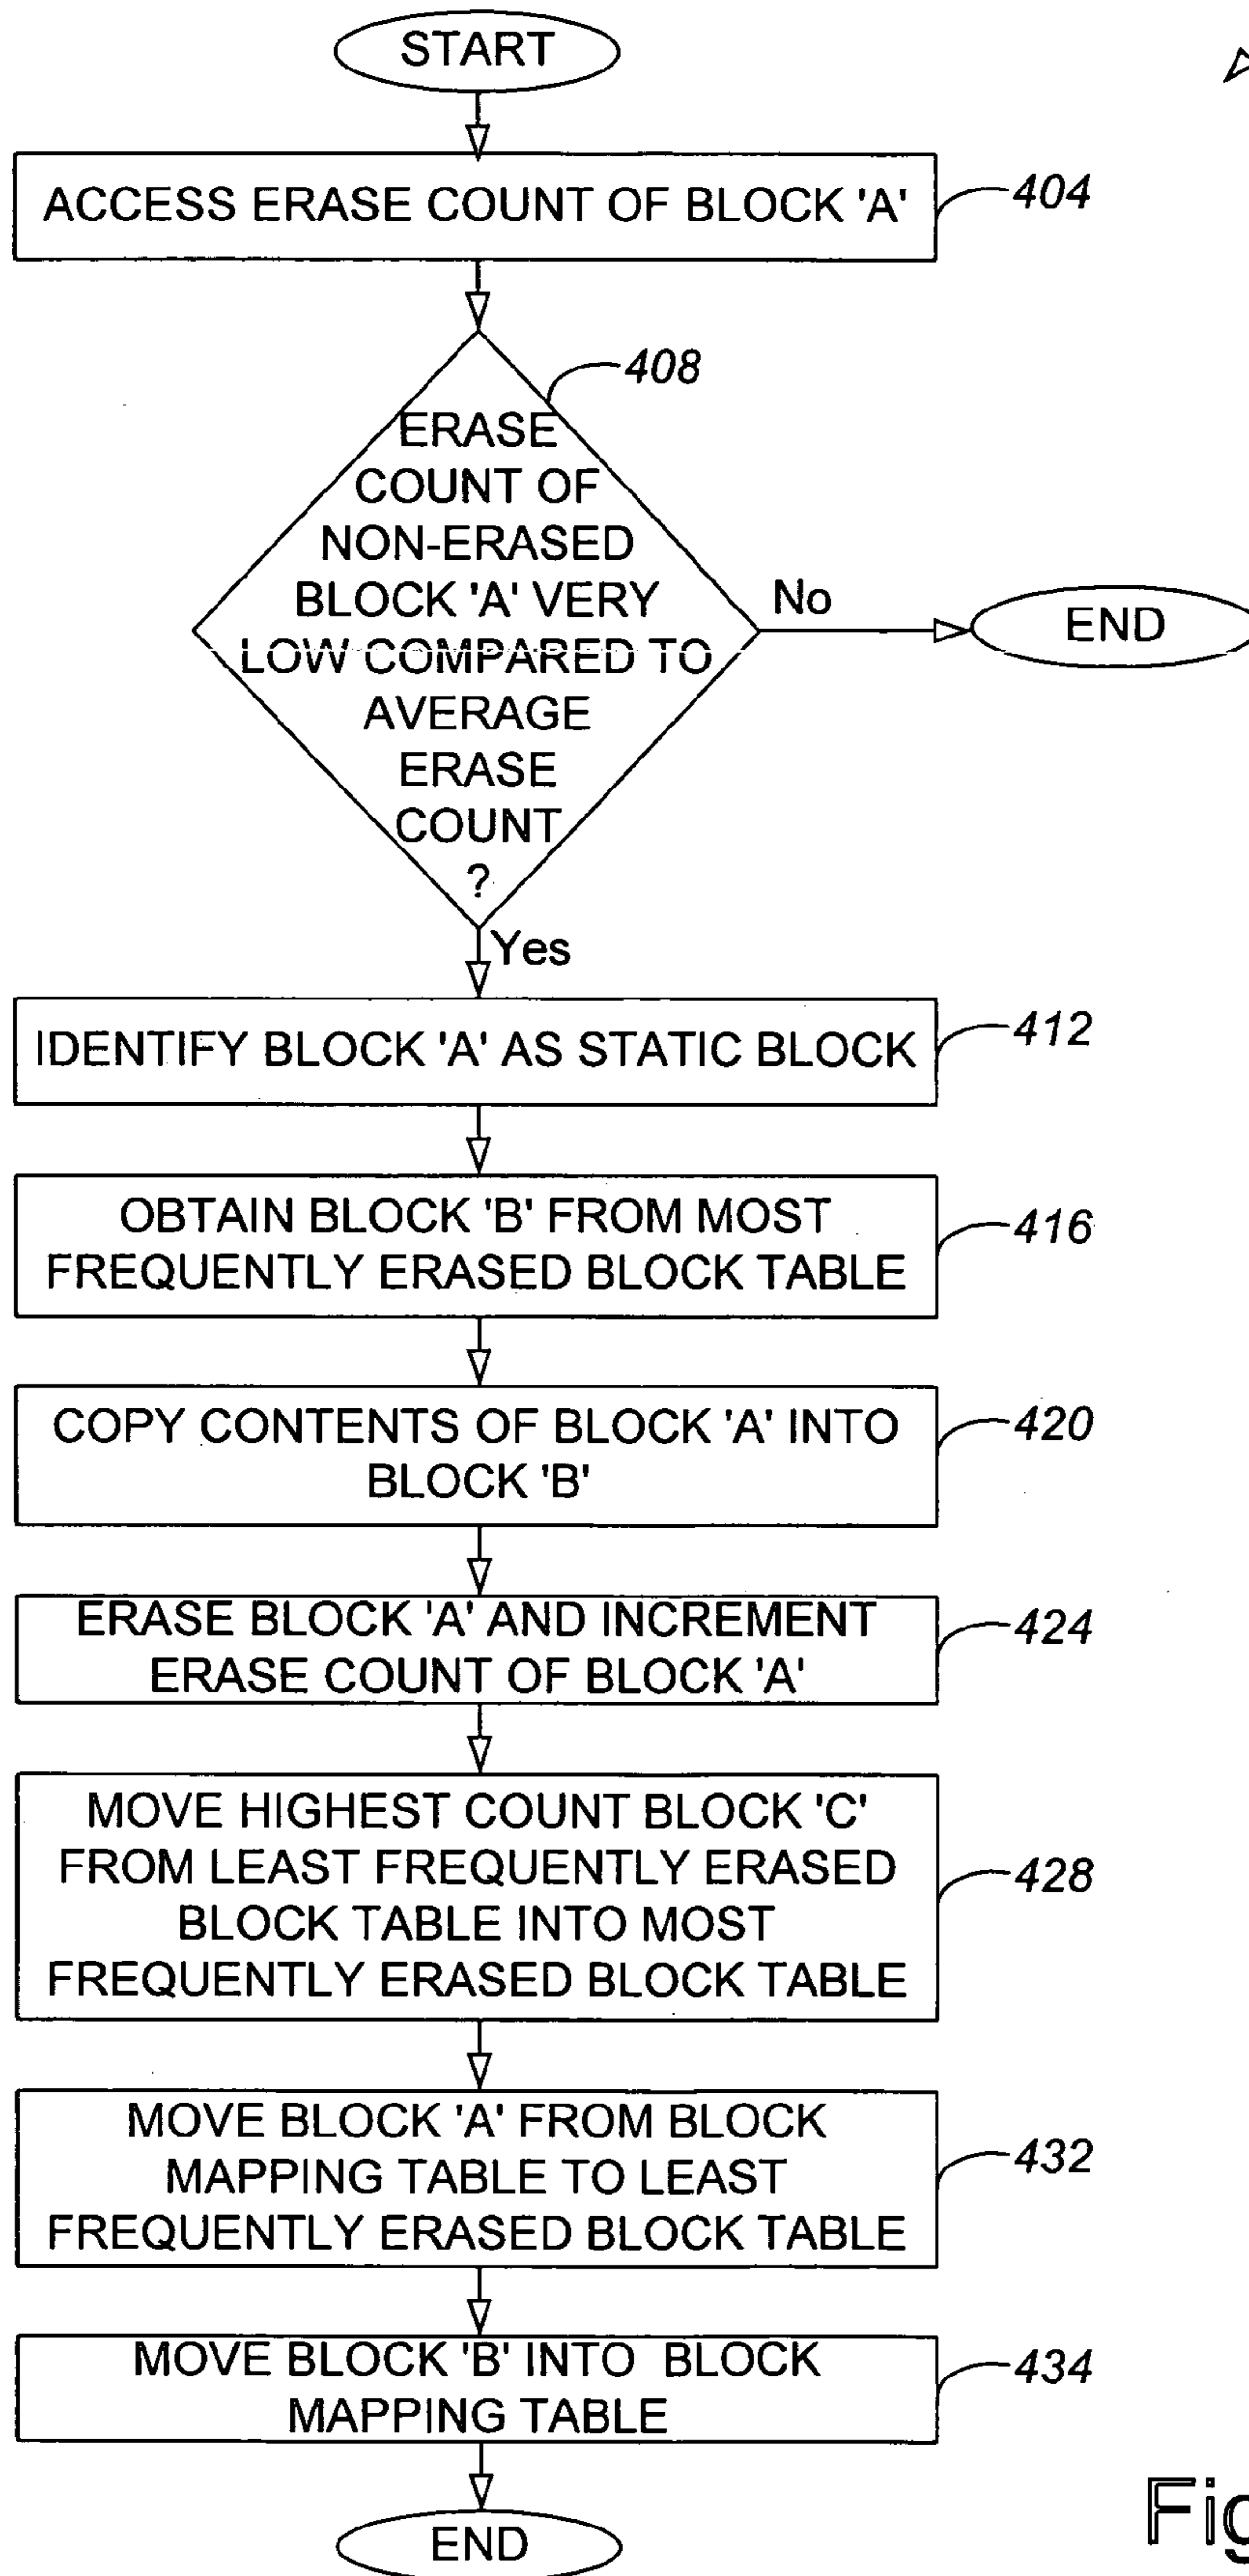 START
ACCESS ERASE COUNT OF BLOCK 'A'
404
408
ERASE
COUNT OF
NON-ERASED
BLOCK 'A' VERY
LOW COMPARED TO
AVERAGE
ERASE
COUNT
?
No
END
Yes
IDENTIFY BLOCK 'A' AS STATIC BLOCK
412
OBTAIN BLOCK 'B' FROM MOST
FREQUENTLY ERASED BLOCK TABLE
416
COPY CONTENTS OF BLOCK 'A' INTO
BLOCK 'B'
420
ERASE BLOCK 'A' AND INCREMENT
ERASE COUNT OF BLOCK 'A'
424
MOVE HIGHEST COUNT BLOCK 'C'
FROM LEAST FREQUENTLY ERASED
BLOCK TABLE INTO MOST
FREQUENTLY ERASED BLOCK TABLE
428
MOVE BLOCK 'A' FROM BLOCK
MAPPING TABLE TO LEAST
FREQUENTLY ERASED BLOCK TABLE
432
MOVE BLOCK 'B' INTO BLOCK
MAPPING TABLE
434
END
Fig